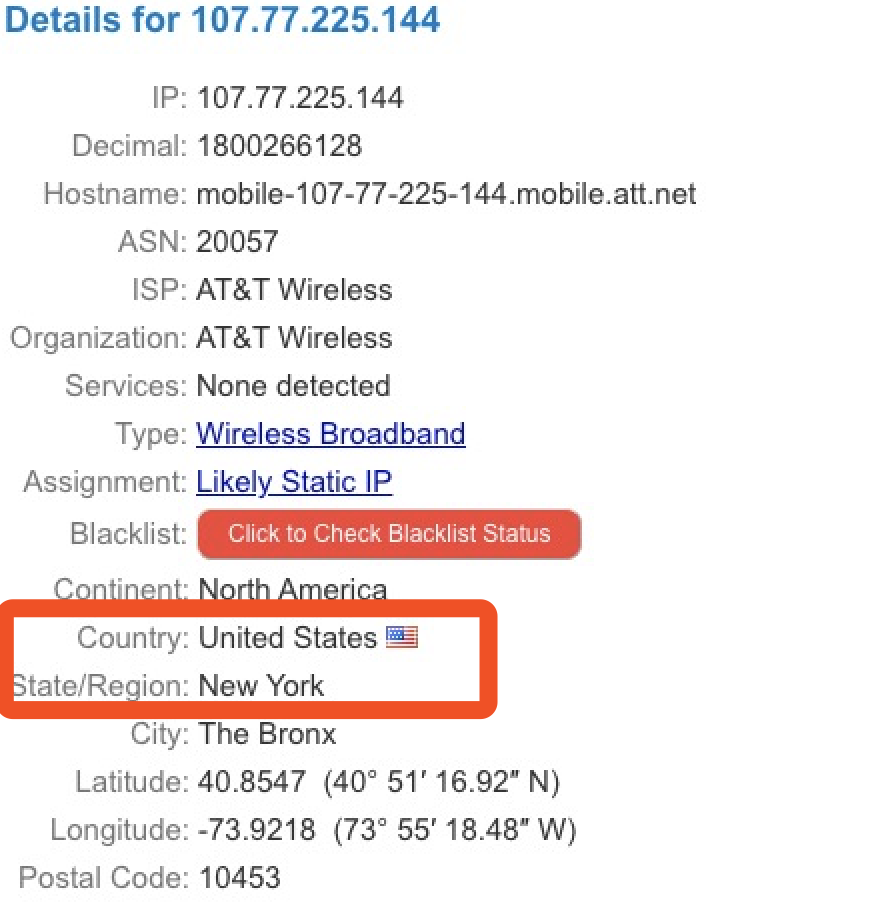 Details for 107.77.225.144
IP: 107.77.225.144
Decimal: 1800266128
Hostname: mobile-107-77-225-144.mobile.att.net
ASN: 20057
ISP: AT&T Wireless
Organization: AT&T Wireless
Services: None detected
Type: Wireless Broadband
Assignment: Likely Static IP
Blacklist: Click to Check Blacklist Status
Continent: North America
Country: United States
State/Region: New York
City: The Bronx
Latitude: 40.8547 (40° 51′ 16.92″ N)
Longitude: -73.9218 (73° 55′ 18.48″ W)
Postal Code: 10453